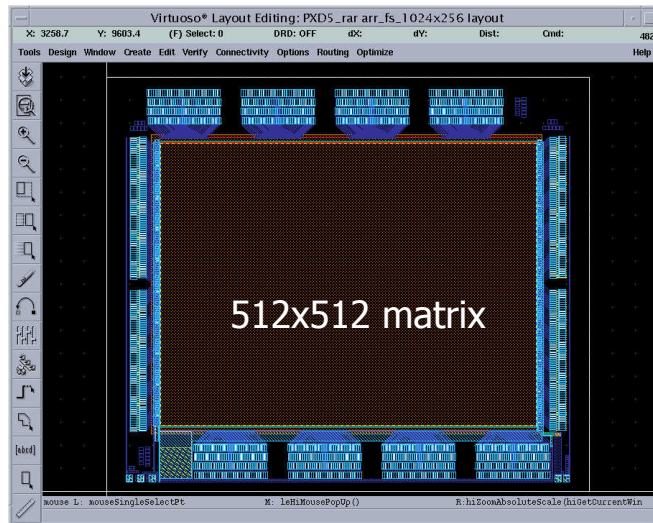 Virtuoso® Layout Editing: PXD5_rar arr_fs_1024x256 layout
X: 3258.7 Y: 9603.4 (F) Select: 0 DRD: OFF dX: dY: Dist: Cmd: 482
Tools Design Window Create Edit Verify Connectivity Options Routing Optimize Help
512x512 matrix
[abcd]
mouse L: mouseSingleSelectPt M: leHiMousePopUp() R:hiZoomAbsoluteScale(hiGetCurrentWin